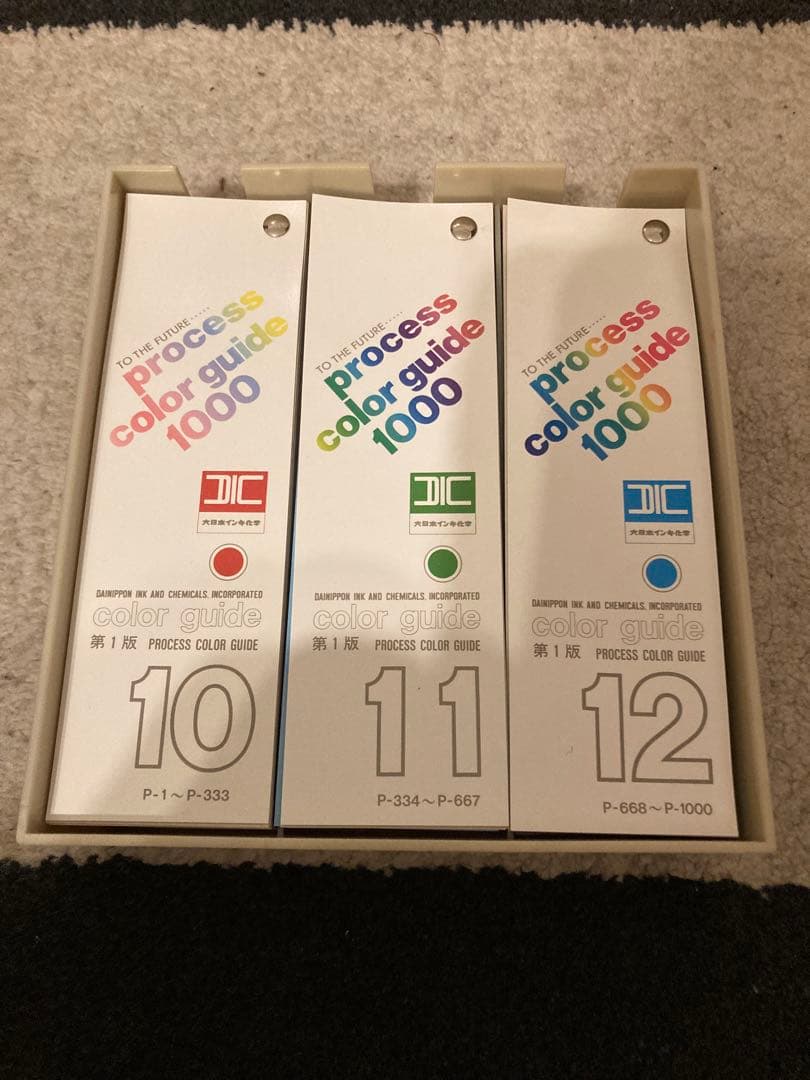 TO THE FUTURE·····
process
color guide
1000
DIC
大日本インキ化学
DAINIPPON INK AND CHEMICALS, INCORPORATED
color guide
第1版 PROCESS COLOR GUIDE
10
P-1〜P-333
TO THE FUTURE·····
process
color guide
1000
DIC
大日本インキ化学
DAINIPPON INK AND CHEMICALS, INCORPORATED
color guide
第1版 PROCESS COLOR GUIDE
11
P-334〜P-667
TO THE FUTURE·····
process
color guide
1000
DIC
大日本インキ化学
DAINIPPON INK AND CHEMICALS, INCORPORATED
color guide
第1版 PROCESS COLOR GUIDE
12
P-668〜P-1000